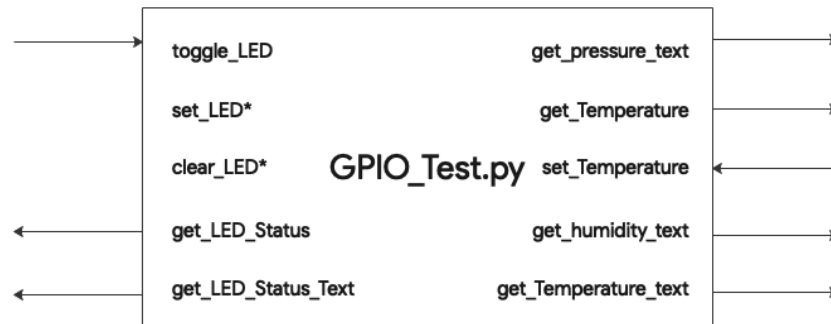 toggle_LED
get_pressure_text
set_LED*
get_Temperature
clear_LED*
GPIO_Test.py
set_Temperature
get_LED_Status
get_humidity_text
get_LED_Status_Text
get_Temperature_text